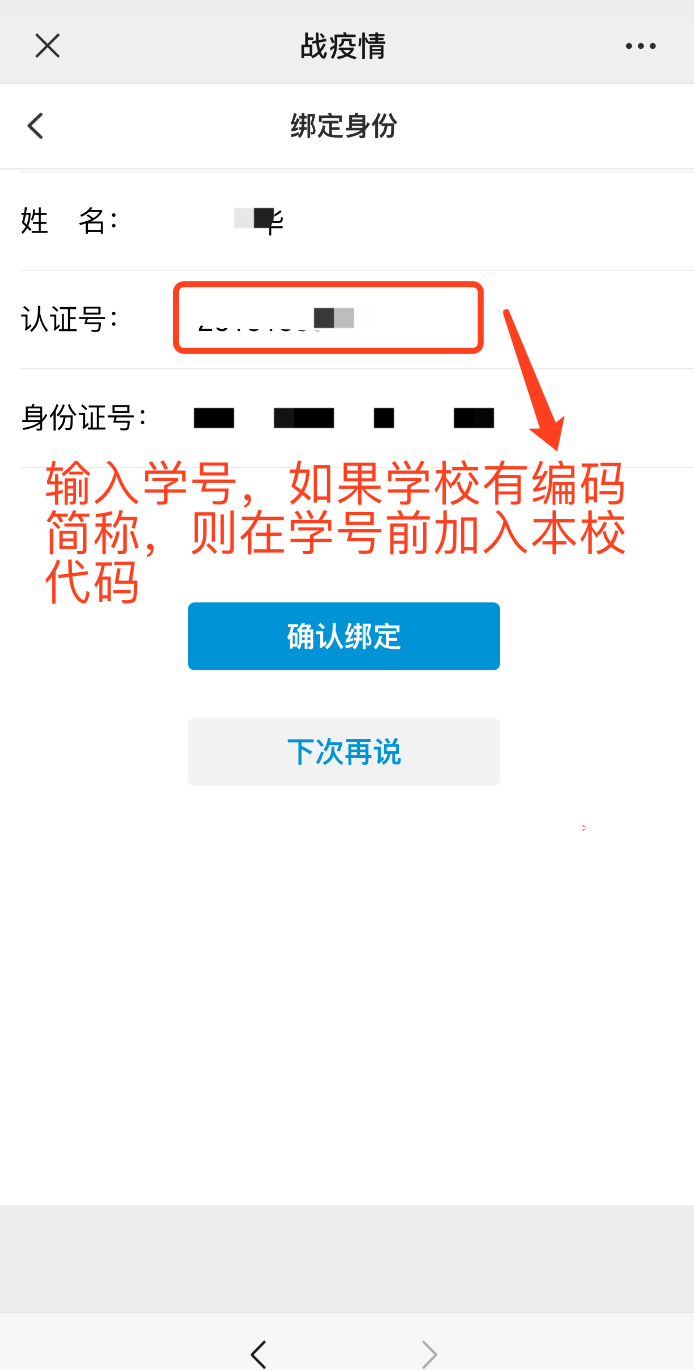 战疫情
绑定身份
姓 名：
华
认证号：
身份证号：
输入学号，如果学校有编码
简称，则在学号前加入本校
代码
确认绑定
下次再说